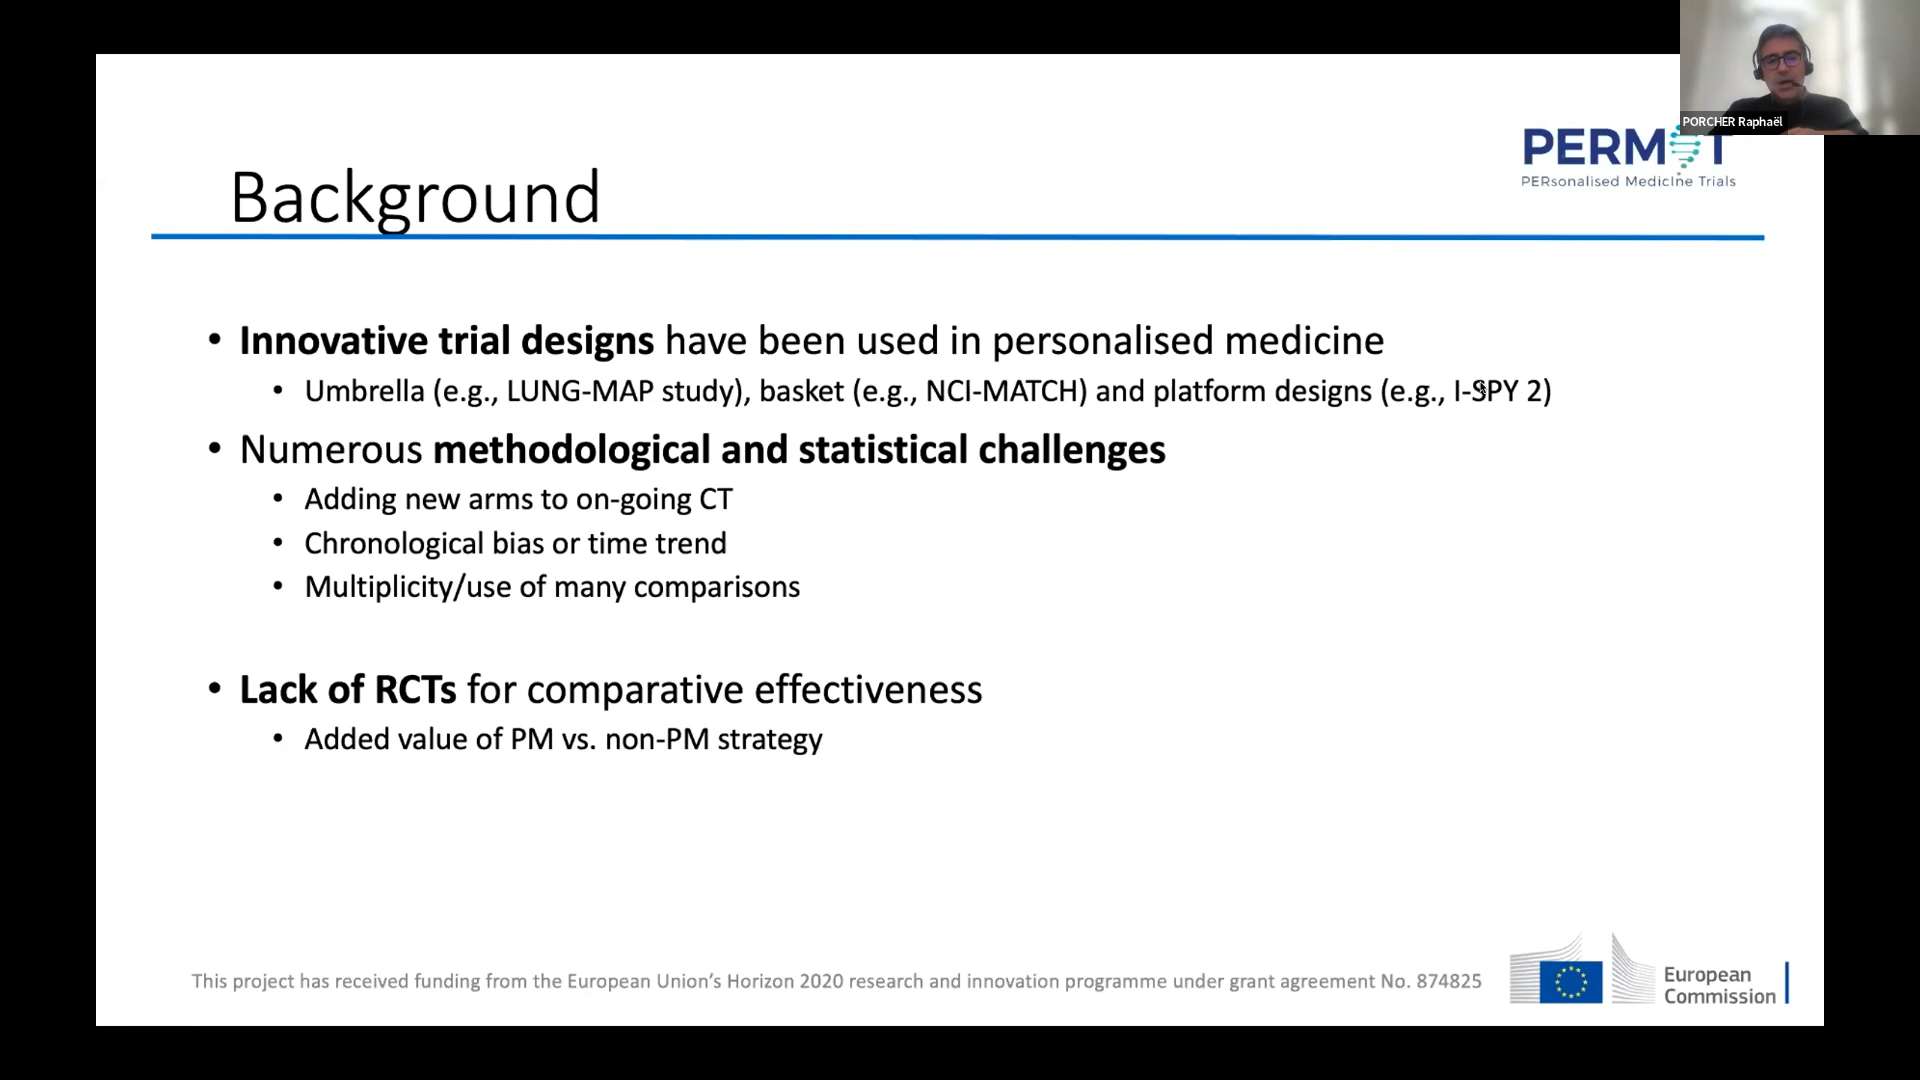 PORCHER Raphaël
PERMIT
PERsonalised MedicIne Trials
Background
• Innovative trial designs have been used in personalised medicine
• Umbrella (e.g., LUNG-MAP study), basket (e.g., NCI-MATCH) and platform designs (e.g., I-SPY 2)
• Numerous methodological and statistical challenges
• Adding new arms to on-going CT
• Chronological bias or time trend
• Multiplicity/use of many comparisons
• Lack of RCTs for comparative effectiveness
• Added value of PM vs. non-PM strategy
This project has received funding from the European Union’s Horizon 2020 research and innovation programme under grant agreement No. 874825
European
Commission